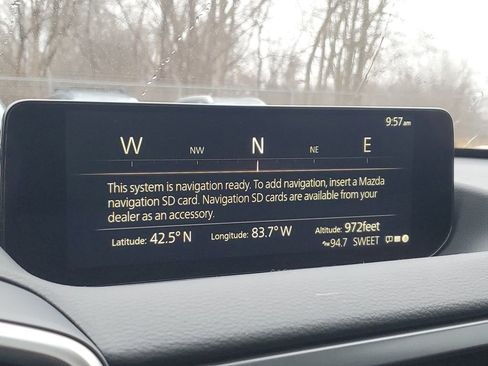 9:57 am
W NW N NE E
This system is navigation ready. To add navigation, insert a Mazda
navigation SD card. Navigation SD cards are available from your
dealer as an accessory.
Latitude: 42.5° N Longitude: 83.7° W Altitude: 972feet
94.7 SWEET